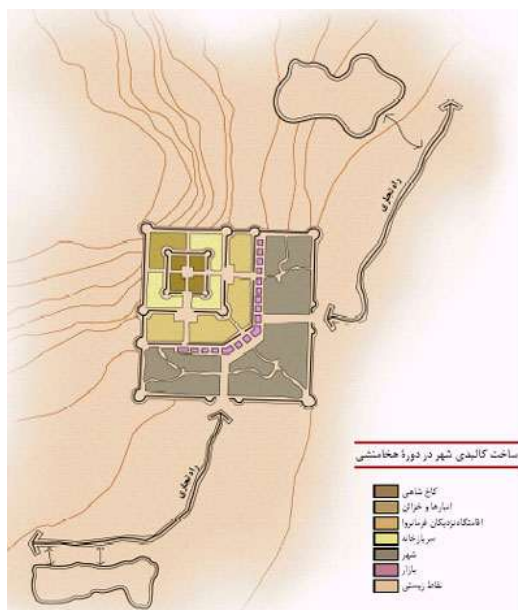 راه تجاری
ساخت کالبدی شهر در دورهٔ هخامنشی
کاخ شاهی
انبارها و خزائن
اقامتگاه نزدیکان فرمانروا
سربازخانه
شهر
بازار
نقاط زیستی
راه تجاری